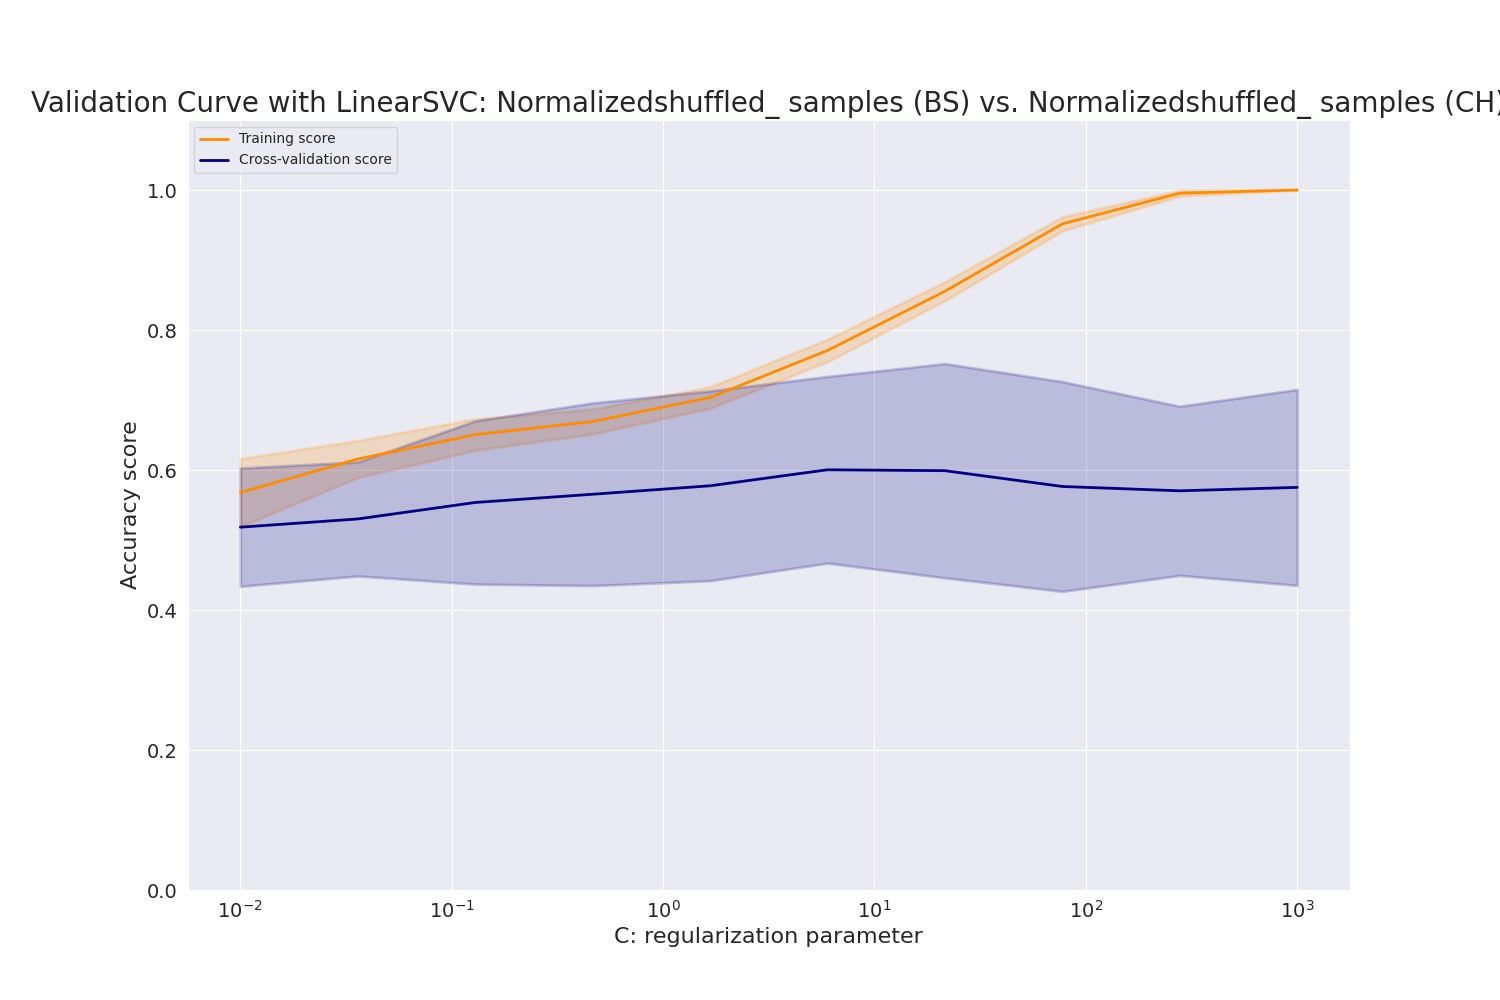 Validation Curve with LinearSVC: Normalizedshuffled_ samples (BS) vs. Normalizedshuffled_ samples (CH)
Training score
Cross-validation score
1.0
0.8
0.6
0.4
0.2
0.0
Accuracy score
10⁻² 10⁻¹ 10⁰ 10¹ 10² 10³
C: regularization parameter